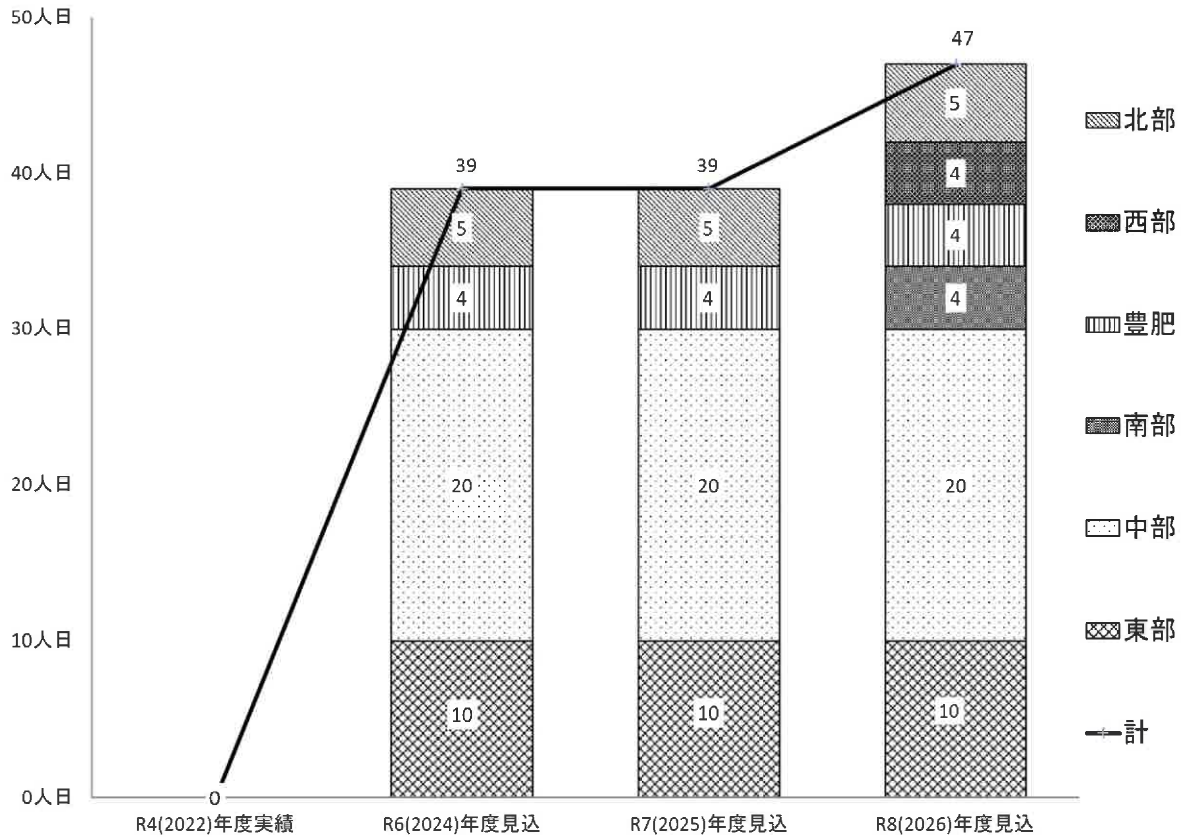 50人日
40人日
30人日
20人日
10人日
0人日
0
39
5
4
20
10
39
5
4
20
10
47
5
4
4
4
20
10
R4(2022)年度実績
R6(2024)年度見込
R7(2025)年度見込
R8(2026)年度見込
北部
西部
豊肥
南部
中部
東部
計